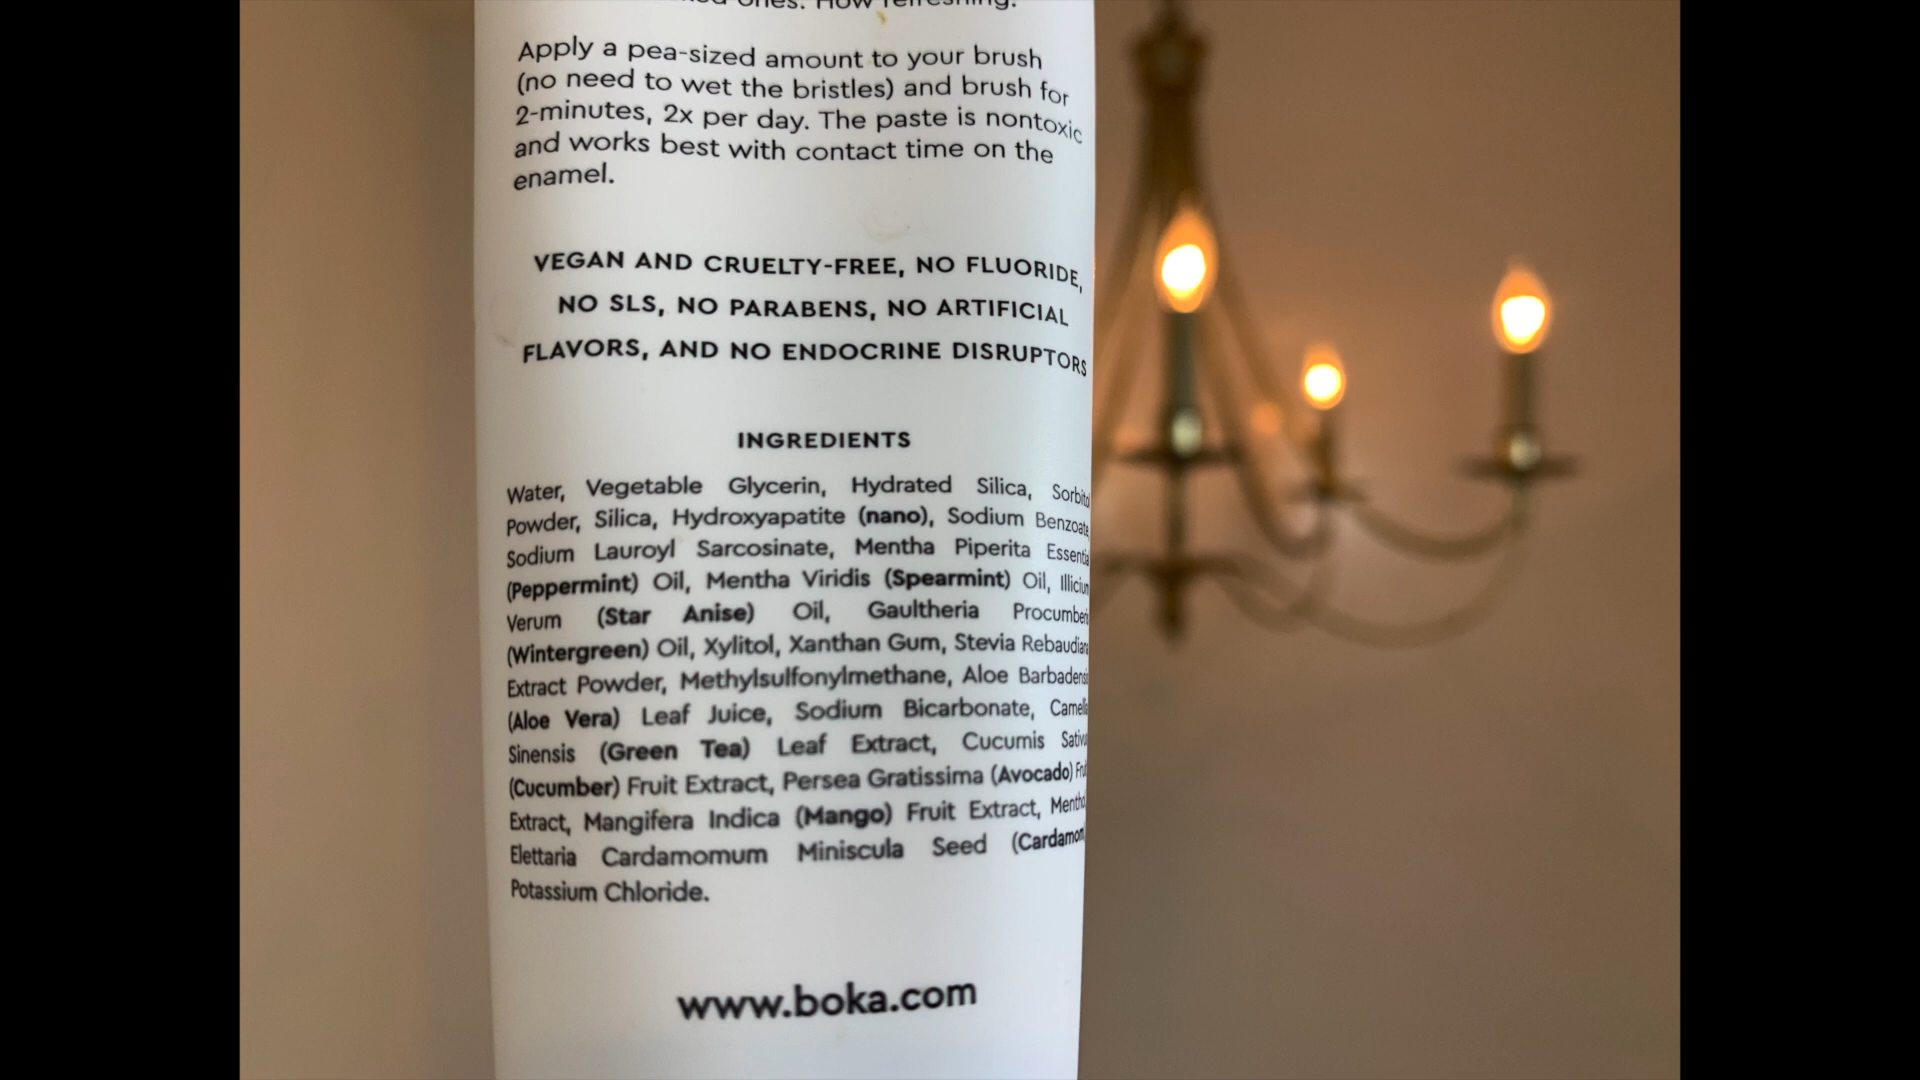 ones. How refreshing.
Apply a pea-sized amount to your brush
(no need to wet the bristles) and brush for
2-minutes, 2x per day. The paste is nontoxic
and works best with contact time on the
enamel.
VEGAN AND CRUELTY-FREE, NO FLUORIDE,
NO SLS, NO PARABENS, NO ARTIFICIAL
FLAVORS, AND NO ENDOCRINE DISRUPTORS
INGREDIENTS
Water, Vegetable Glycerin, Hydrated Silica,
Powder, Silica, Hydroxyapatite (nano), Sodium Benzoate,
Sodium Lauroyl Sarcosinate, Mentha Piperita
(Peppermint) Oil, Mentha Viridis (Spearmint) Oil,
Verum (Star Anise) Oil, Gaultheria
(Wintergreen) Oil, Xylitol, Xanthan Gum, Stevia
Extract Powder, Methylsulfonylmethane, Aloe
(Aloe Vera) Leaf Juice, Sodium Bicarbonate,
Sinensis (Green Tea) Leaf Extract, Cucumis
(Cucumber) Fruit Extract, Persea Gratissima (Avocado)
Extract, Mangifera Indica (Mango) Fruit Extract,
Elettaria Cardamomum Miniscula Seed
Potassium Chloride.
www.boka.com